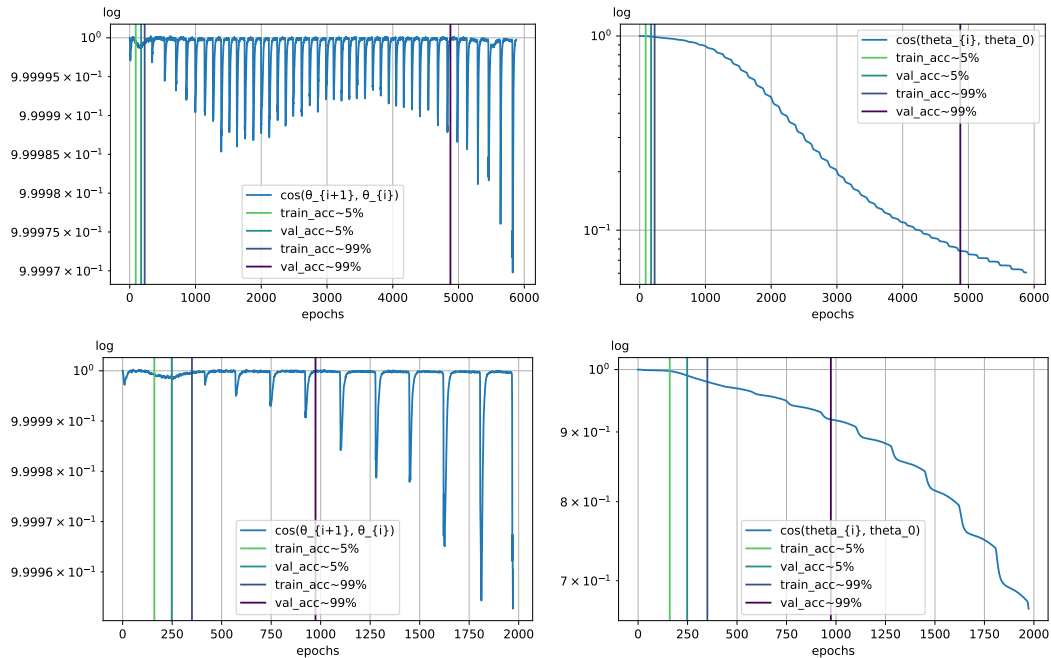 log
10⁰
9.99995 × 10⁻¹
9.9999 × 10⁻¹
9.99985 × 10⁻¹
9.9998 × 10⁻¹
9.99975 × 10⁻¹
9.9997 × 10⁻¹
cos(θ_{i+1}, θ_{i})
train_acc~5%
val_acc~5%
train_acc~99%
val_acc~99%
0 1000 2000 3000 4000 5000 6000
epochs
log
10⁰
10⁻¹
cos(theta_{i}, theta_0)
train_acc~5%
val_acc~5%
train_acc~99%
val_acc~99%
0 1000 2000 3000 4000 5000 6000
epochs
log
10⁰
9.9999 × 10⁻¹
9.9998 × 10⁻¹
9.9997 × 10⁻¹
9.9996 × 10⁻¹
cos(θ_{i+1}, θ_{i})
train_acc~5%
val_acc~5%
train_acc~99%
val_acc~99%
0 250 500 750 1000 1250 1500 1750 2000
epochs
log
10⁰
9 × 10⁻¹
8 × 10⁻¹
7 × 10⁻¹
cos(theta_{i}, theta_0)
train_acc~5%
val_acc~5%
train_acc~99%
val_acc~99%
0 250 500 750 1000 1250 1500 1750 2000
epochs